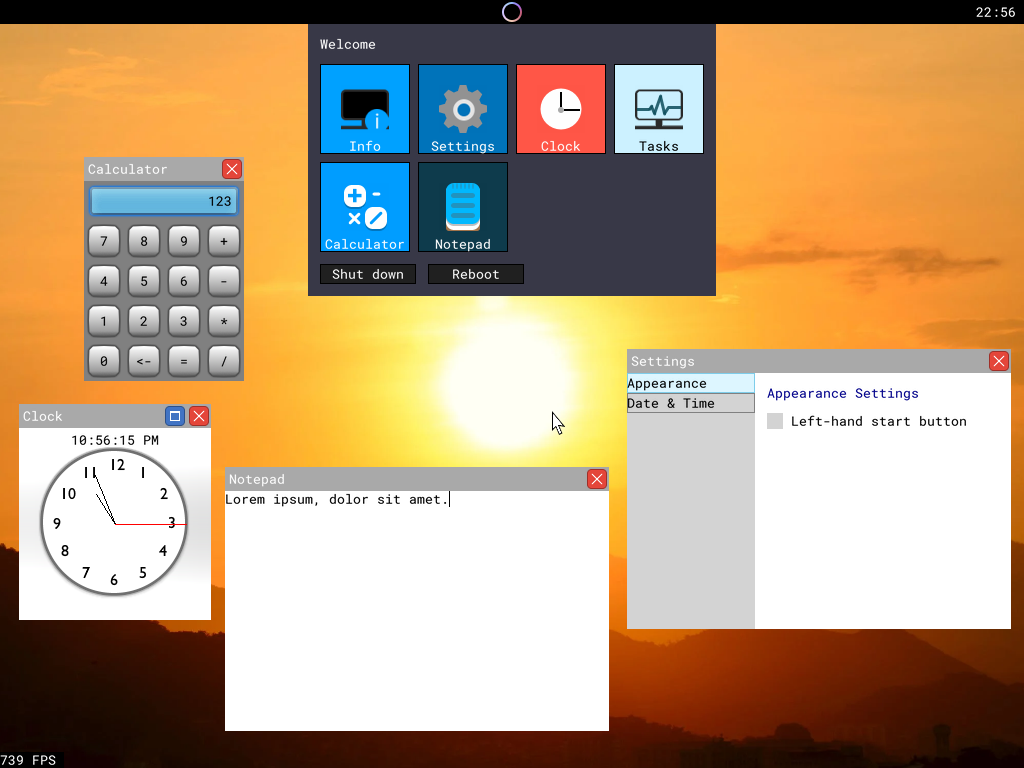 22:56
Welcome
Info Settings Clock Tasks
Calculator Notepad
Shut down Reboot
Calculator
123
7 8 9 +
4 5 6 -
1 2 3 *
0 <- = /
Settings
Appearance
Date & Time
Appearance Settings
Left-hand start button
Clock
10:56:15 PM
12
11 1
10 2
9 3
8 4
7 5
6
Notepad
Lorem ipsum, dolor sit amet.
739 FPS